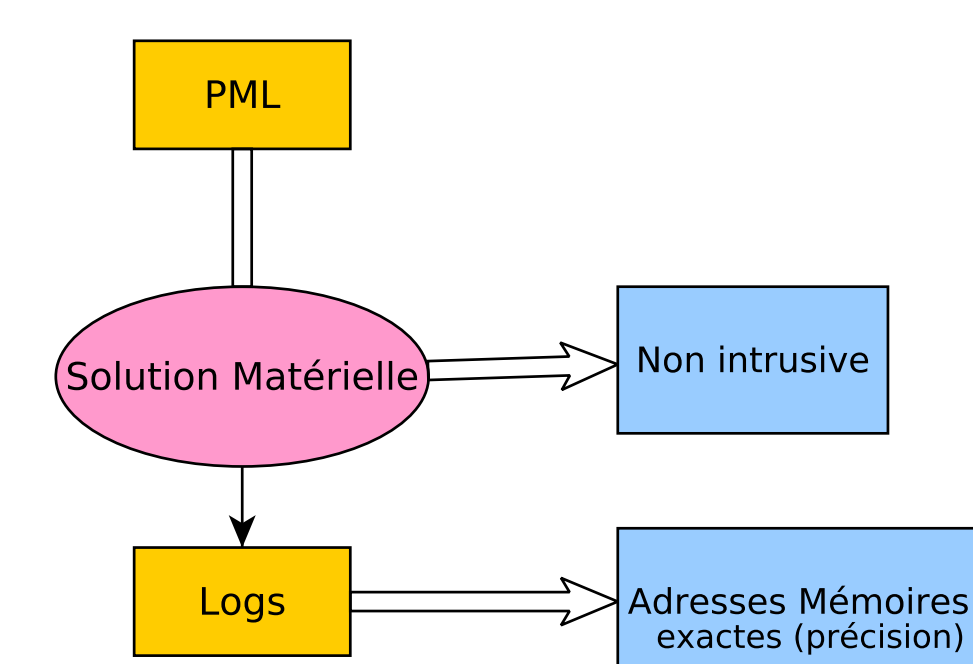 PML
Solution Matérielle
Non intrusive
Logs
Adresses Mémoires
exactes (précision)